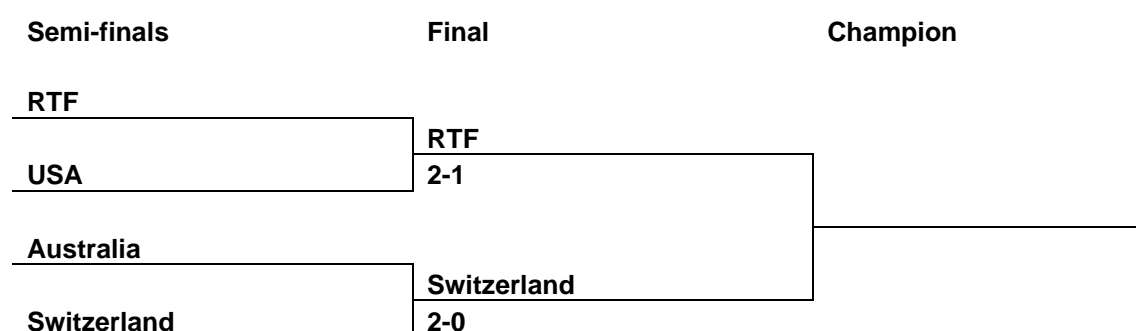 Semi-finals Final Champion
RTF
RTF
USA 2-1
Australia
Switzerland
Switzerland 2-0